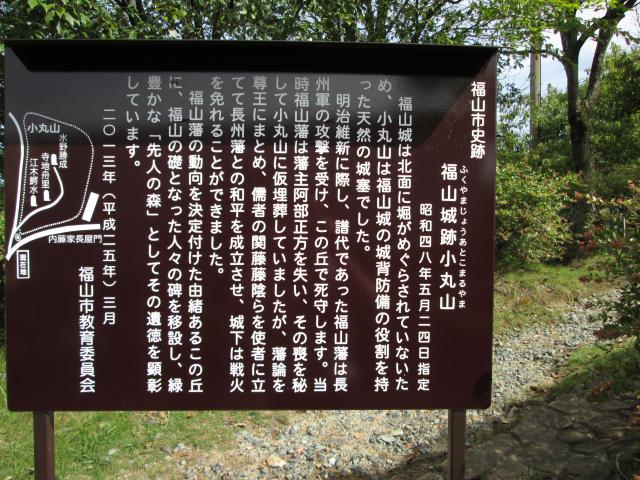 福山市史跡
ふくやまじょうあとこまるやま
福山城跡小丸山
昭和四八年五月二四日指定
福山城は北面に堀がめぐらされていないた
め、小丸山は福山城の城背防備の役割を持
った天然の城塞でした。
明治維新に際し、譜代であった福山藩は長
州軍の攻撃を受け、この丘で死守します。当
時福山藩は藩主阿部正方を失い、その喪を秘
して小丸山に仮埋葬していましたが、藩論を
尊王にまとめ、儒者の関藤藤陰らを使者に立
てて長州藩との和平を成立させ、城下は戦火
を免れることができました。
福山藩の動向を決定付けた由緒あるこの丘
に、福山の礎となった人々の碑を移設し、緑
豊かな「先人の森」としてその遺徳を顕彰
しています。
二〇一三年（平成二五年）三月
福山市教育委員会
小丸山
水野勝成
寺地舟里
江木鰐水
内藤家長屋門
現在地